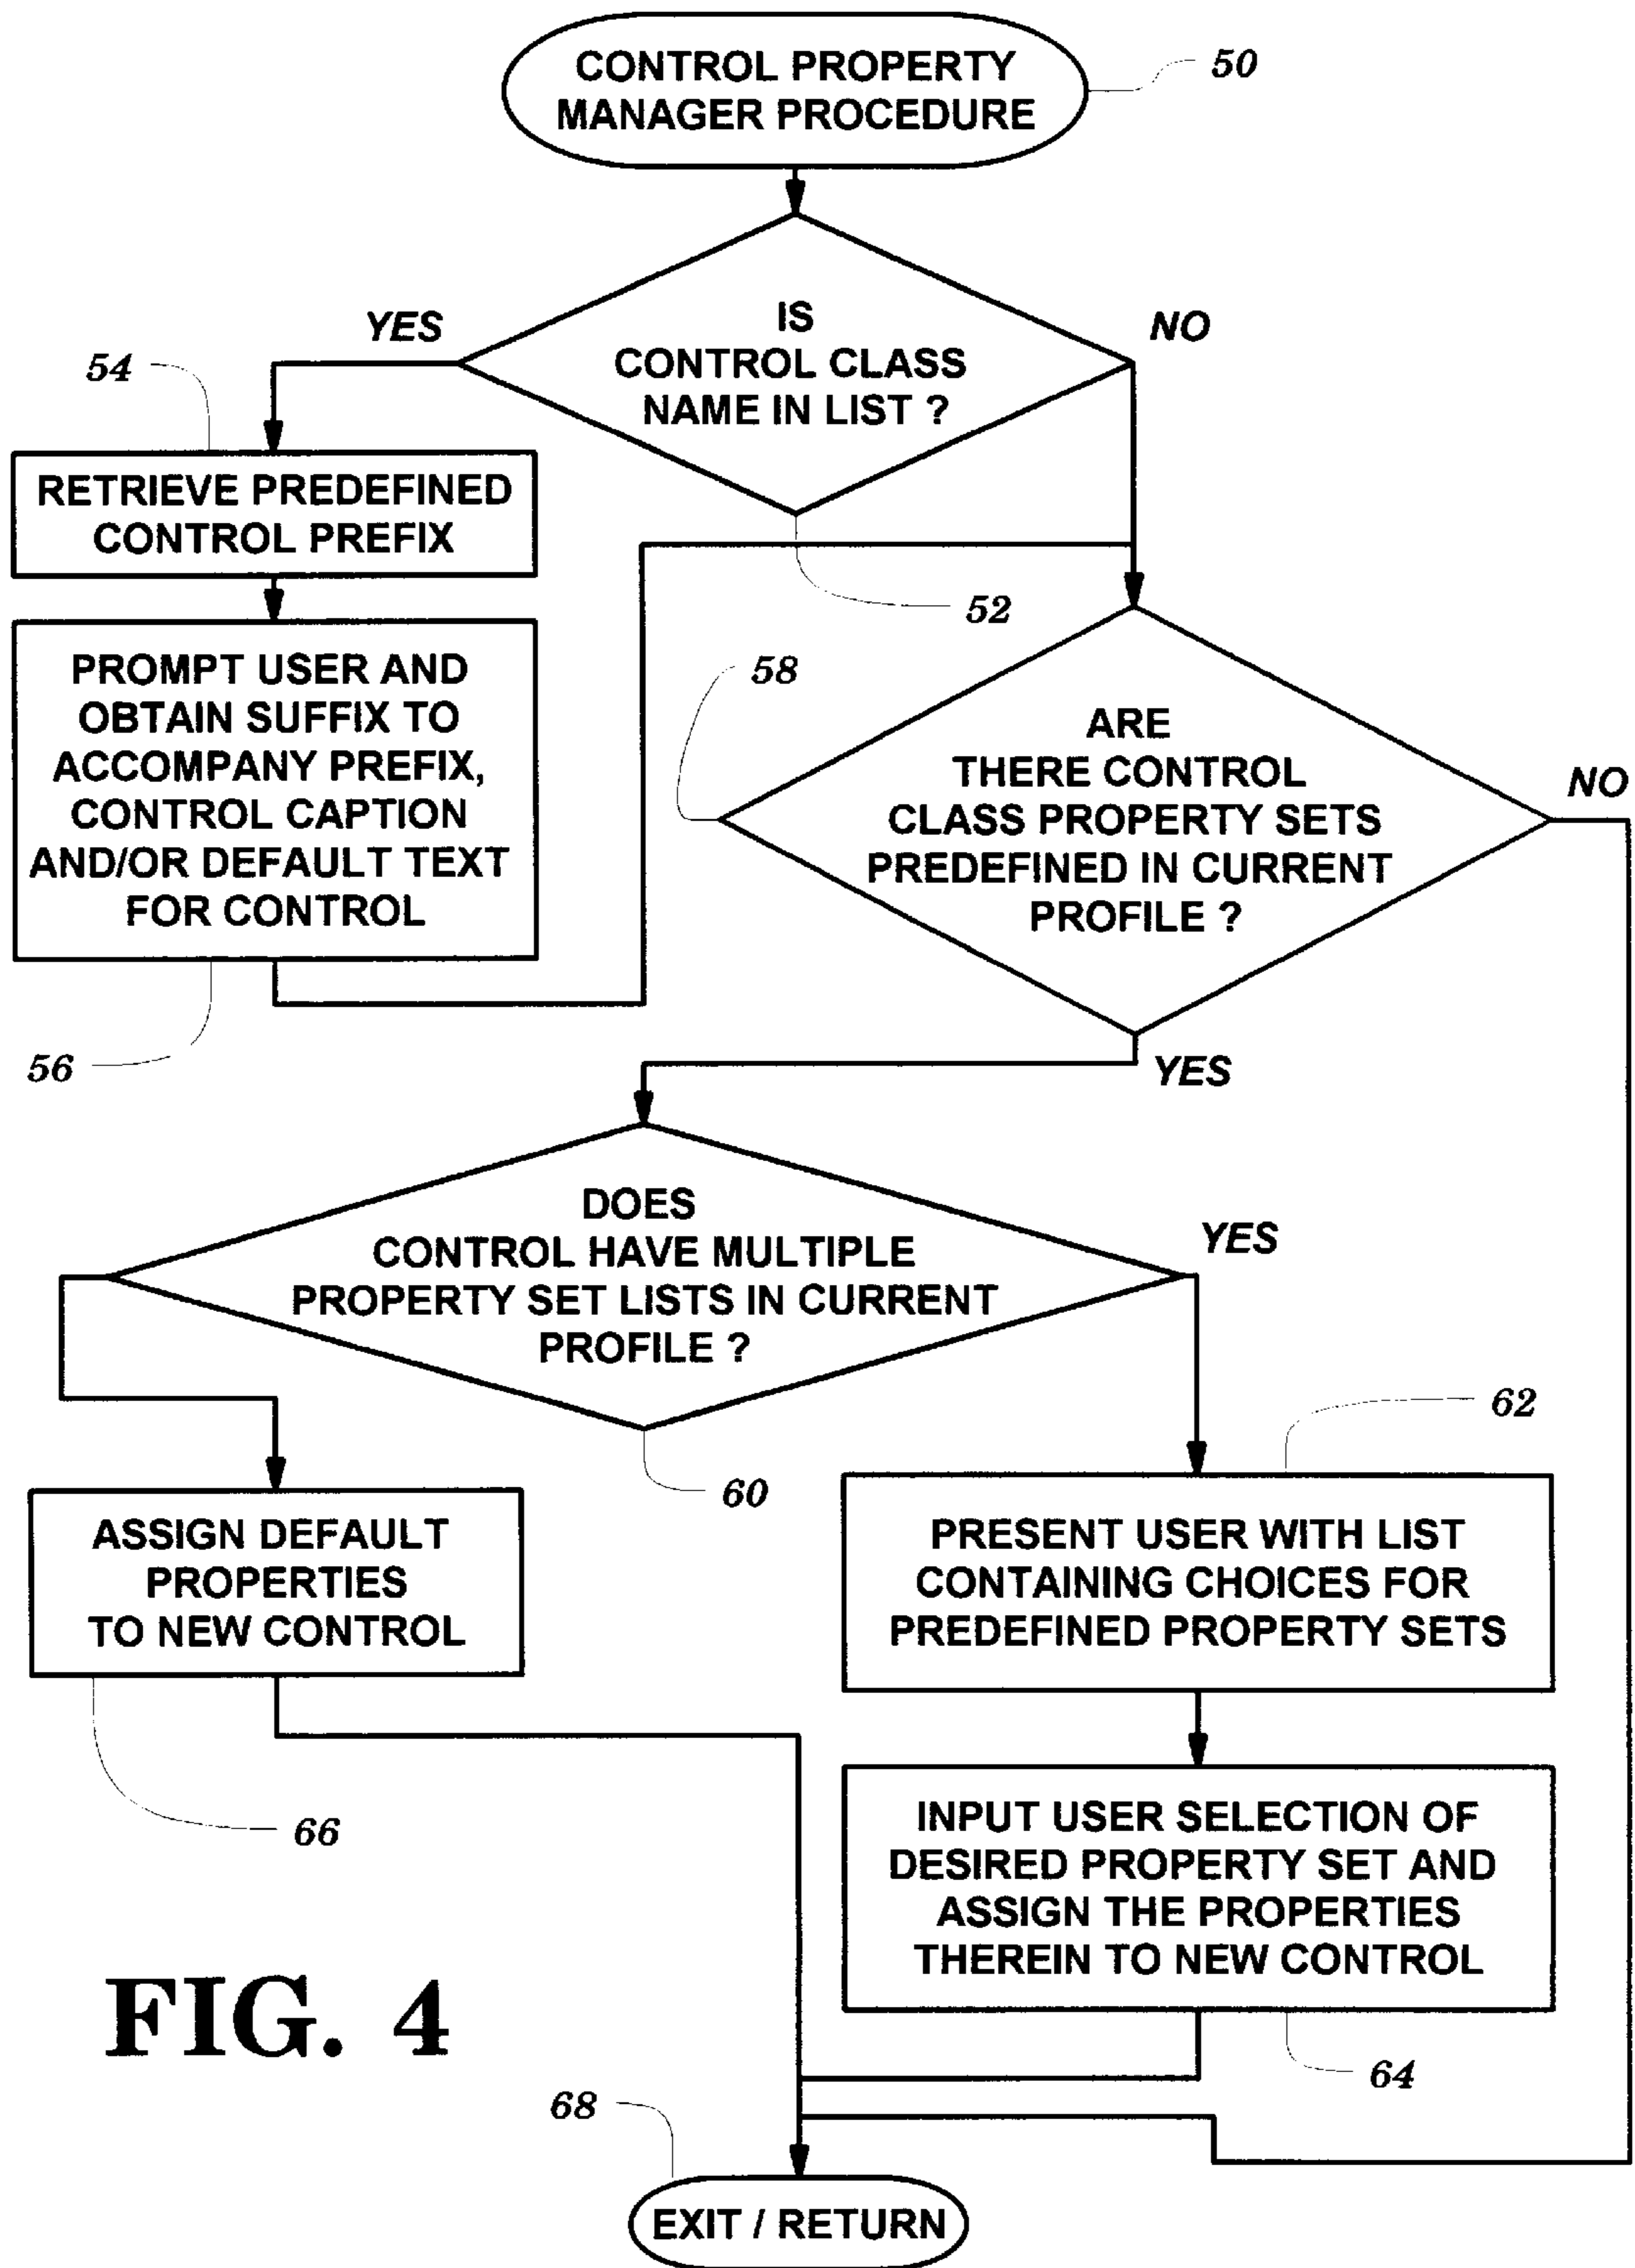 CONTROL PROPERTY
MANAGER PROCEDURE
50
IS
CONTROL CLASS
NAME IN LIST ?
YES
NO
52
54
RETRIEVE PREDEFINED
CONTROL PREFIX
PROMPT USER AND
OBTAIN SUFFIX TO
ACCOMPANY PREFIX,
CONTROL CAPTION
AND/OR DEFAULT TEXT
FOR CONTROL
56
58
ARE
THERE CONTROL
CLASS PROPERTY SETS
PREDEFINED IN CURRENT
PROFILE ?
NO
YES
DOES
CONTROL HAVE MULTIPLE
PROPERTY SET LISTS IN CURRENT
PROFILE ?
YES
60
62
ASSIGN DEFAULT
PROPERTIES
TO NEW CONTROL
66
PRESENT USER WITH LIST
CONTAINING CHOICES FOR
PREDEFINED PROPERTY SETS
INPUT USER SELECTION OF
DESIRED PROPERTY SET AND
ASSIGN THE PROPERTIES
THEREIN TO NEW CONTROL
64
FIG. 4
68
EXIT / RETURN